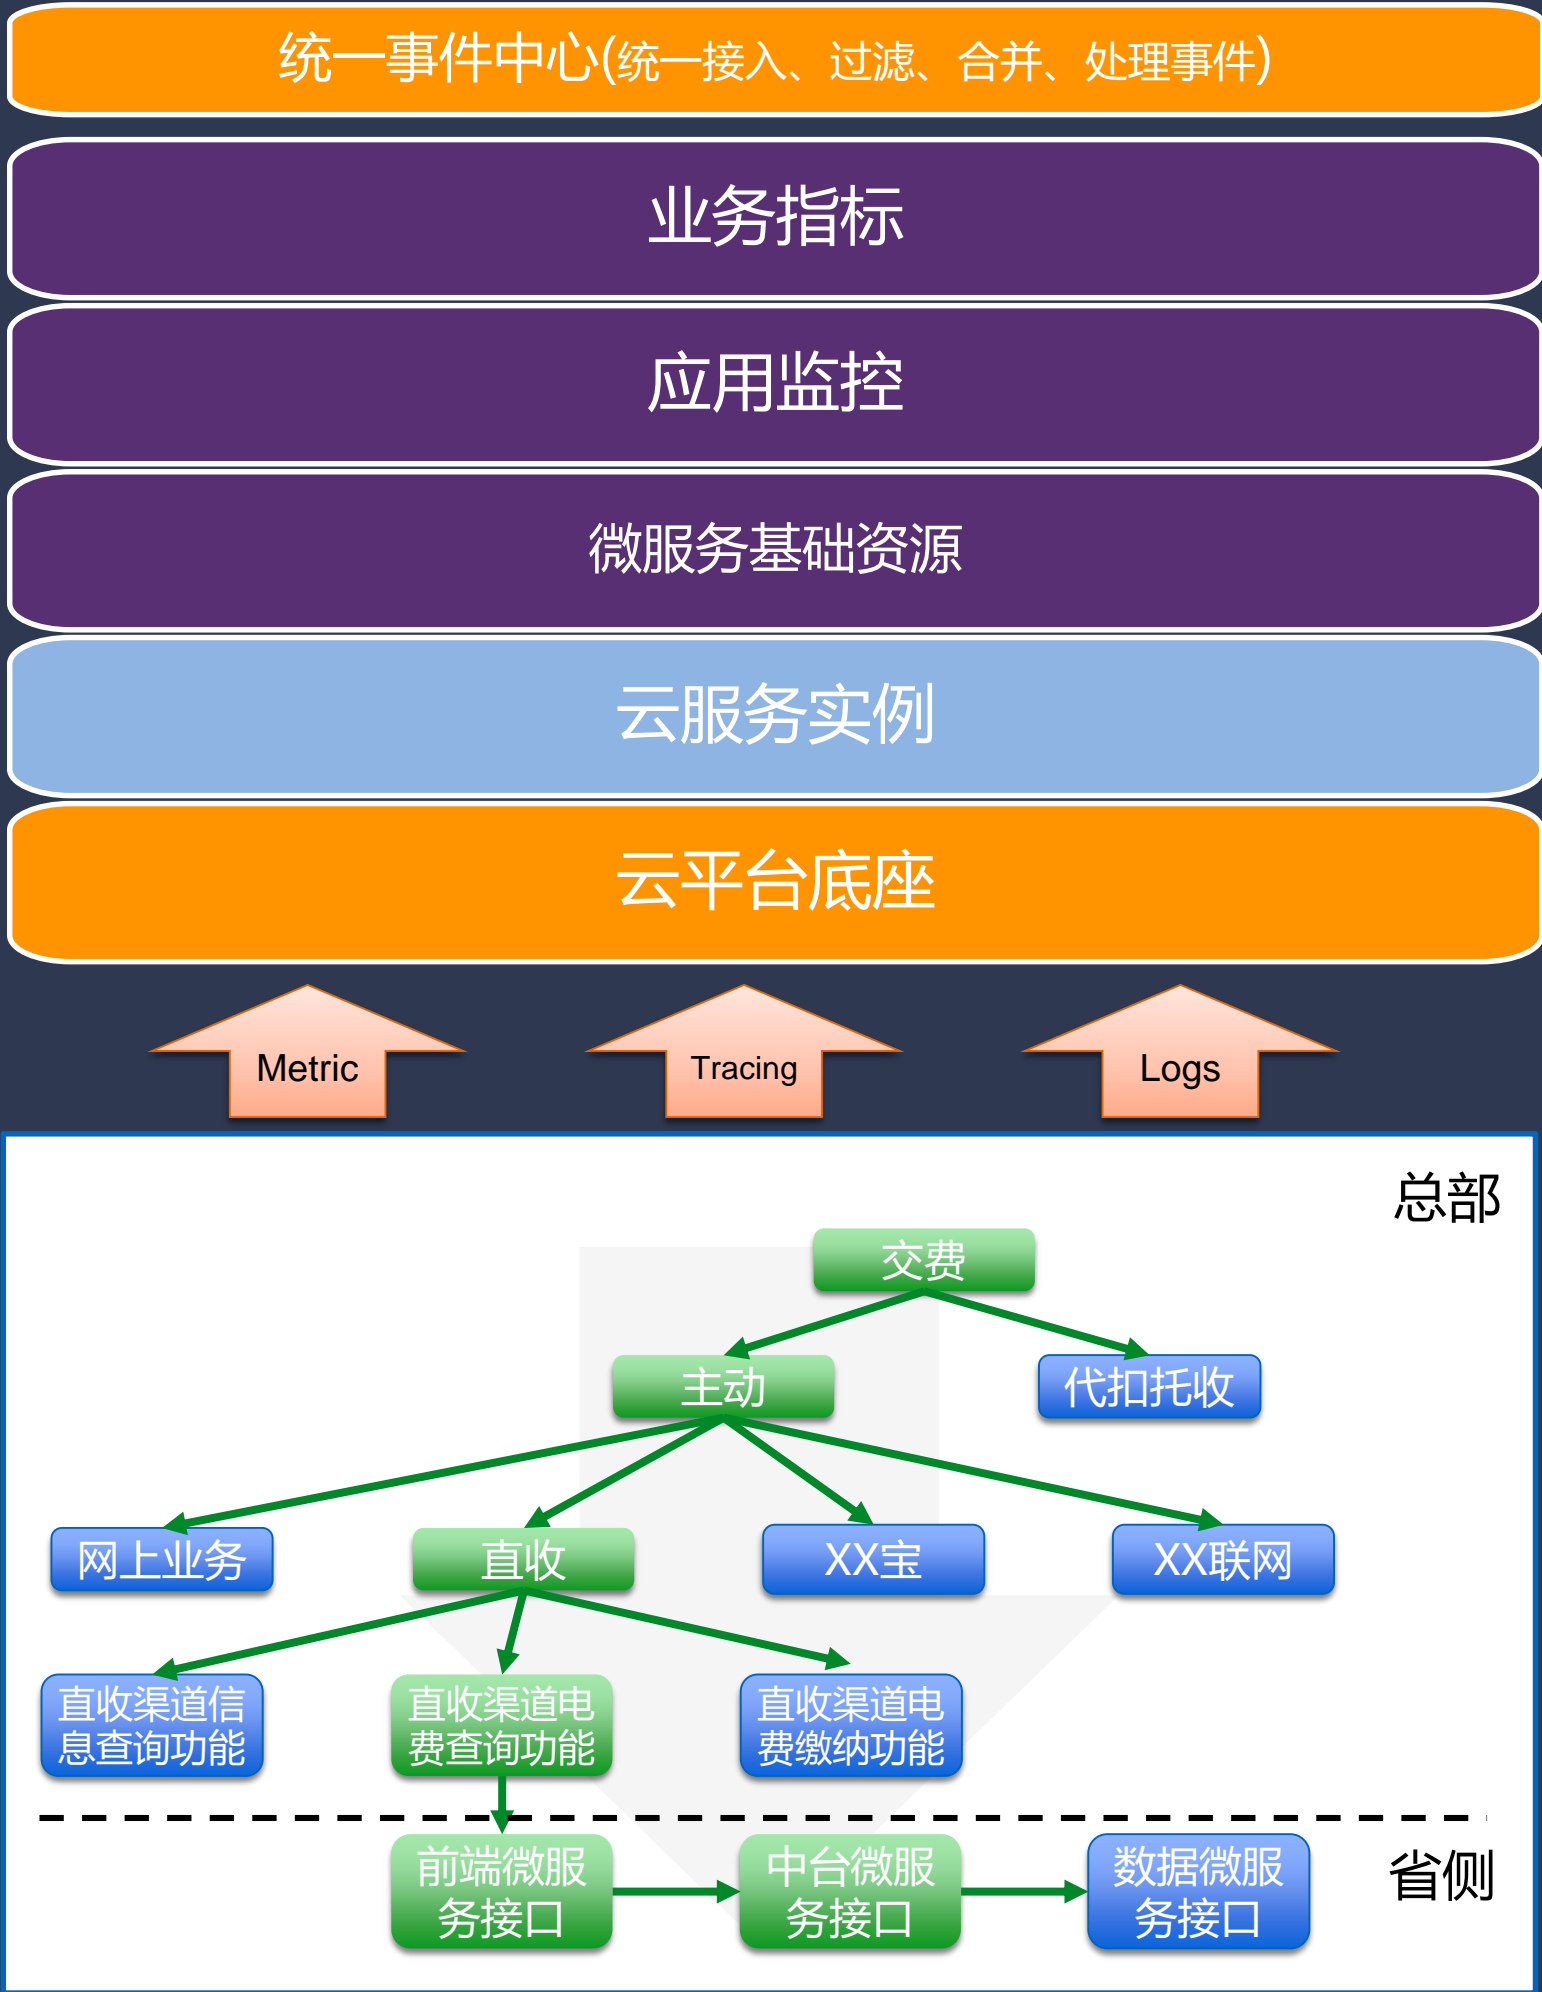 统一事件中心(统一接入、过滤、合并、处理事件)
业务指标
应用监控
微服务基础资源
云服务实例
云平台底座
Metric
Tracing
Logs
总部
交费
主动
代扣托收
网上业务
直收
XX宝
XX联网
直收渠道信
息查询功能
直收渠道电
费查询功能
直收渠道电
费缴纳功能
前端微服
务接口
中台微服
务接口
数据微服
务接口
省侧